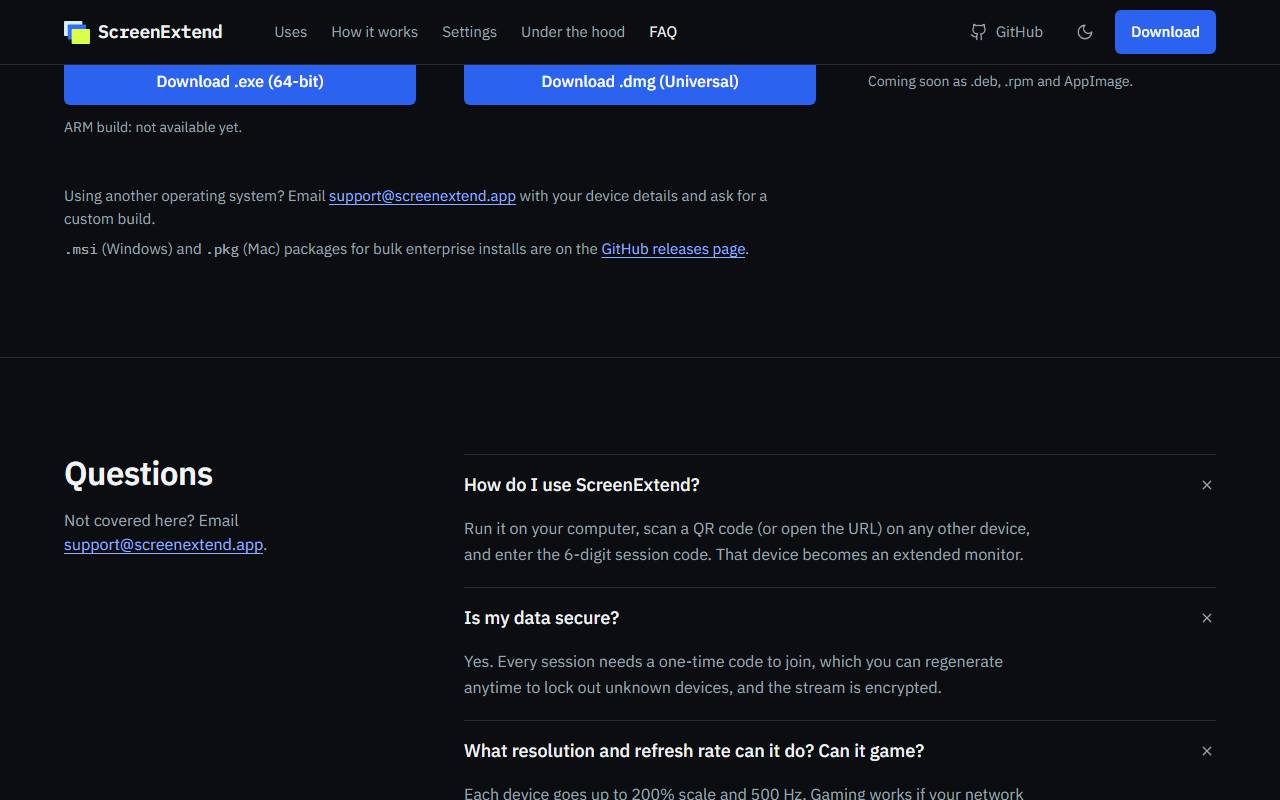 ScreenExtend Uses How it works Settings Under the hood FAQ GitHub Download
Download .exe (64-bit)
Download .dmg (Universal)
Coming soon as .deb, .rpm and AppImage.
ARM build: not available yet.
Using another operating system? Email support@screenextend.app with your device details and ask for a
custom build.
.msi (Windows) and .pkg (Mac) packages for bulk enterprise installs are on the GitHub releases page.
Questions
Not covered here? Email
support@screenextend.app.
How do I use ScreenExtend?
Run it on your computer, scan a QR code (or open the URL) on any other device,
and enter the 6-digit session code. That device becomes an extended monitor.
Is my data secure?
Yes. Every session needs a one-time code to join, which you can regenerate
anytime to lock out unknown devices, and the stream is encrypted.
What resolution and refresh rate can it do? Can it game?
Each device goes up to 200% scale and 500 Hz. Gaming works if your network